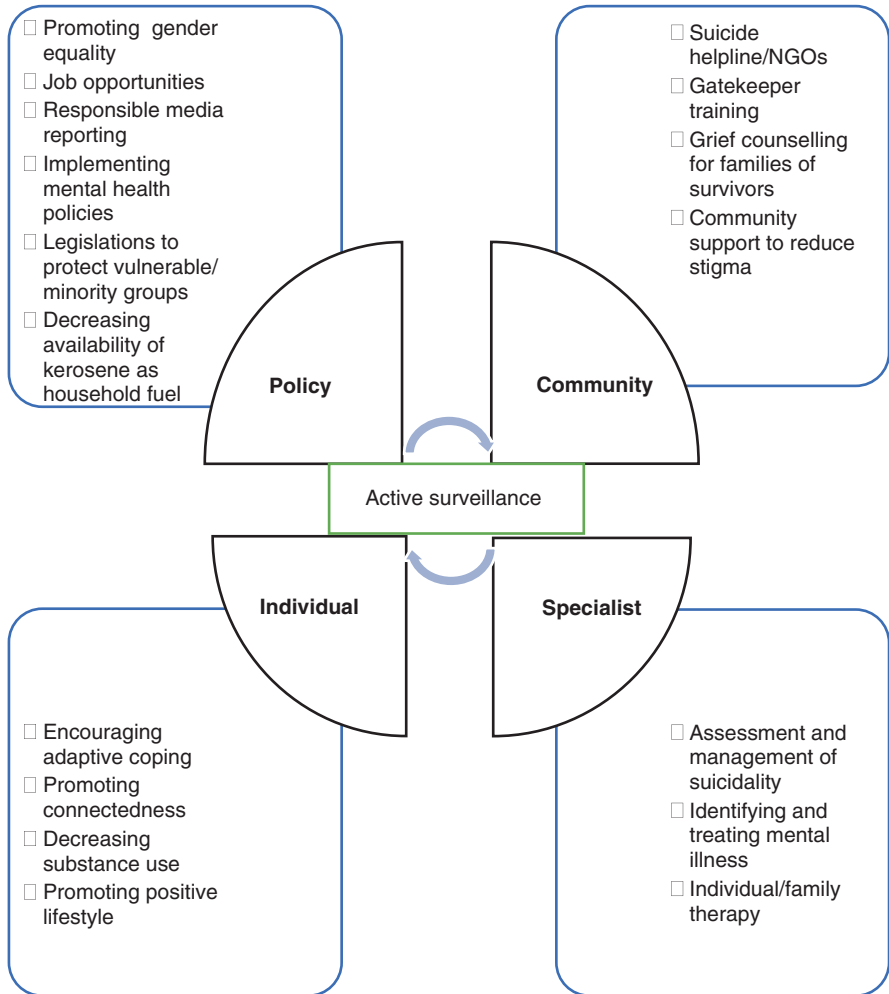 □ Promoting gender
equality
□ Job opportunities
□ Responsible media
reporting
□ Implementing
mental health
policies
□ Legislations to
protect vulnerable/
minority groups
□ Decreasing
availability of
kerosene as
household fuel
□ Suicide
helpline/NGOs
□ Gatekeeper
training
□ Grief counselling
for families of
survivors
□ Community
support to reduce
stigma
Policy
Community
Active surveillance
Individual
Specialist
□ Encouraging
adaptive coping
□ Promoting
connectedness
□ Decreasing
substance use
□ Promoting positive
lifestyle
□ Assessment and
management of
suicidality
□ Identifying and
treating mental
illness
□ Individual/family
therapy